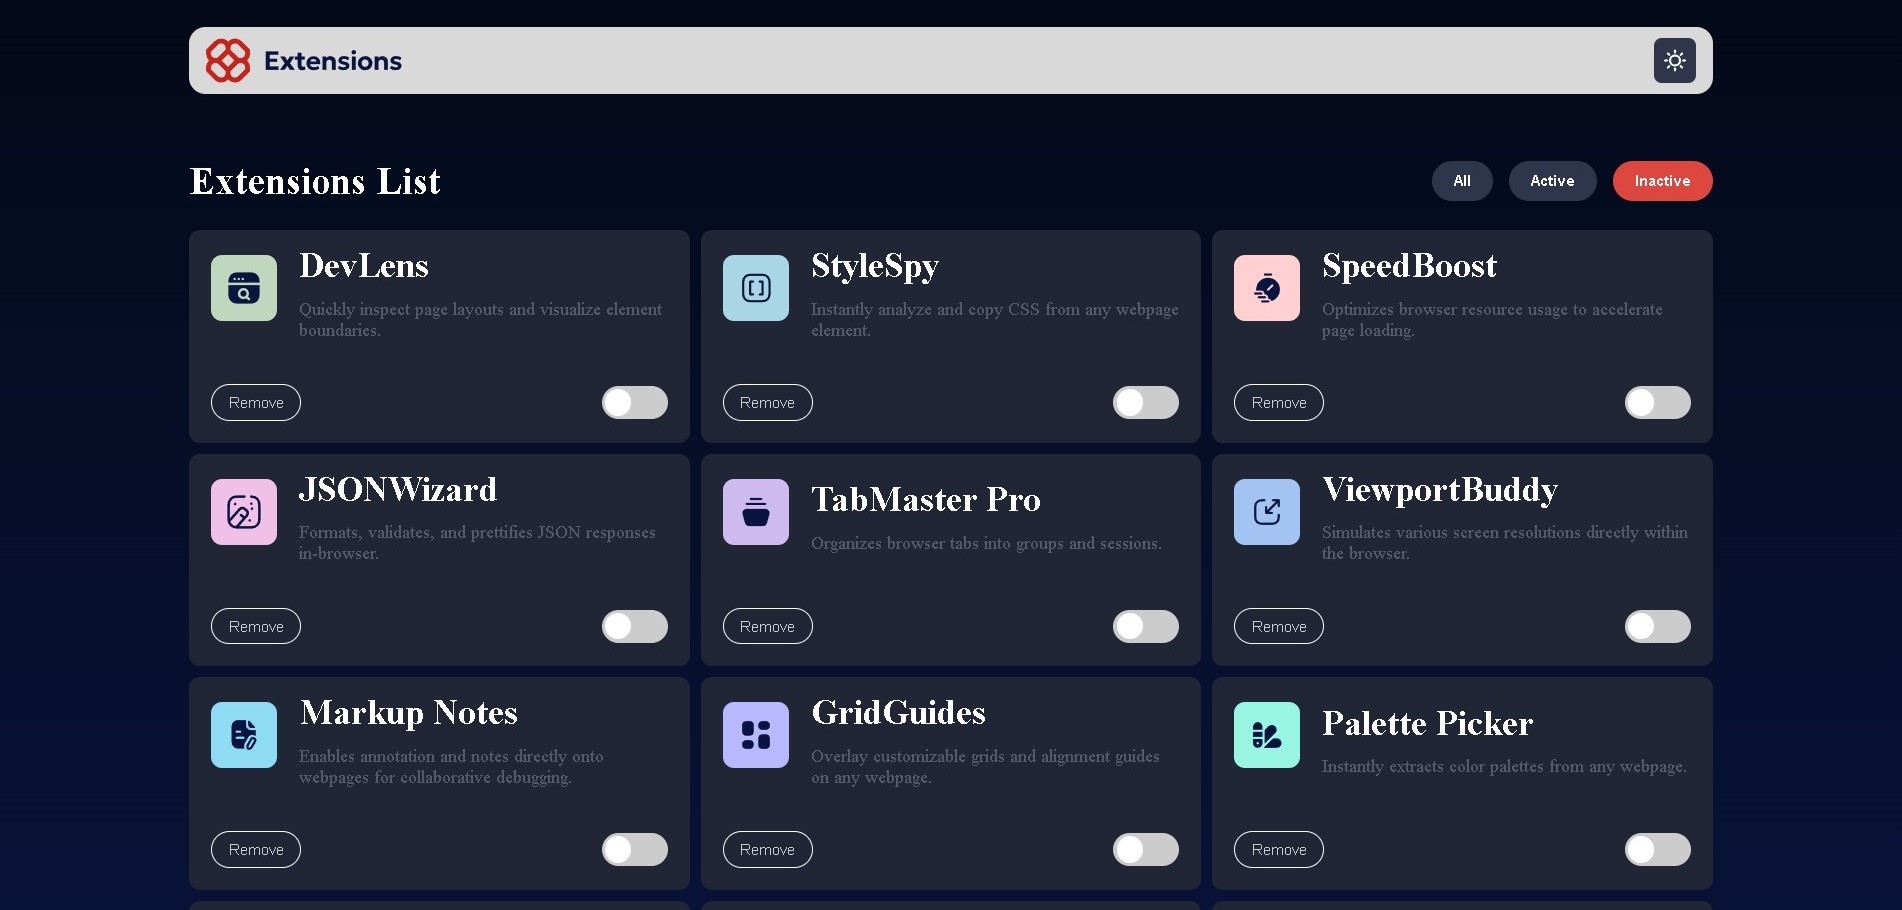 Extensions
Extensions List
All
Active
Inactive
DevLens
Quickly inspect page layouts and visualize element
boundaries.
Remove
StyleSpy
Instantly analyze and copy CSS from any webpage
element.
Remove
SpeedBoost
Optimizes browser resource usage to accelerate
page loading.
Remove
JSONWizard
Formats, validates, and prettifies JSON responses
in-browser.
Remove
TabMaster Pro
Organizes browser tabs into groups and sessions.
Remove
ViewportBuddy
Simulates various screen resolutions directly within
the browser.
Remove
Markup Notes
Enables annotation and notes directly onto
webpages for collaborative debugging.
Remove
GridGuides
Overlay customizable grids and alignment guides
on any webpage.
Remove
Palette Picker
Instantly extracts color palettes from any webpage.
Remove